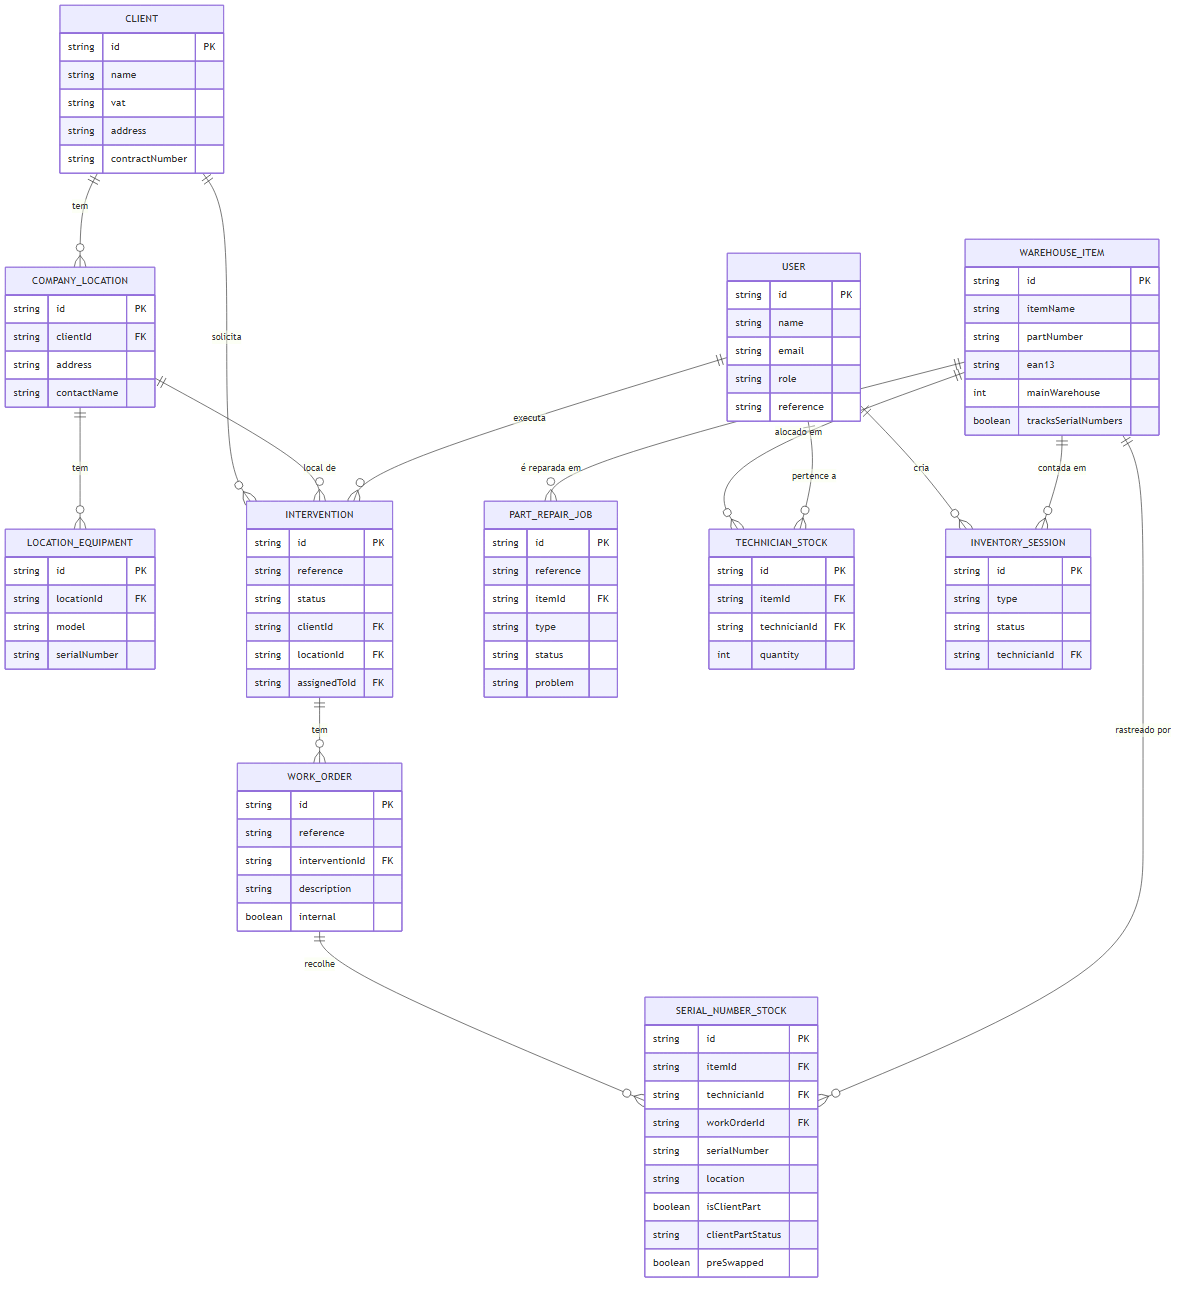 CLIENT
string id PK
string name
string vat
string address
string contractNumber
tem
solicita
COMPANY_LOCATION
string id PK
string clientId FK
string address
string contactName
USER
string id PK
string name
string email
string role
string reference
WAREHOUSE_ITEM
string id PK
string itemName
string partNumber
string ean13
int mainWarehouse
boolean tracksSerialNumbers
tem
local de
executa
é reparada em
alocado em
pertence a
cria
contada em
LOCATION_EQUIPMENT
string id PK
string locationId FK
string model
string serialNumber
INTERVENTION
string id PK
string reference
string status
string clientId FK
string locationId FK
string assignedToId FK
PART_REPAIR_JOB
string id PK
string reference
string itemId FK
string type
string status
string problem
TECHNICIAN_STOCK
string id PK
string itemId FK
string technicianId FK
int quantity
INVENTORY_SESSION
string id PK
string type
string status
string technicianId FK
tem
rastreado por
WORK_ORDER
string id PK
string reference
string interventionId FK
string description
boolean internal
recolhe
SERIAL_NUMBER_STOCK
string id PK
string itemId FK
string technicianId FK
string workOrderId FK
string serialNumber
string location
boolean isClientPart
string clientPartStatus
boolean preSwapped